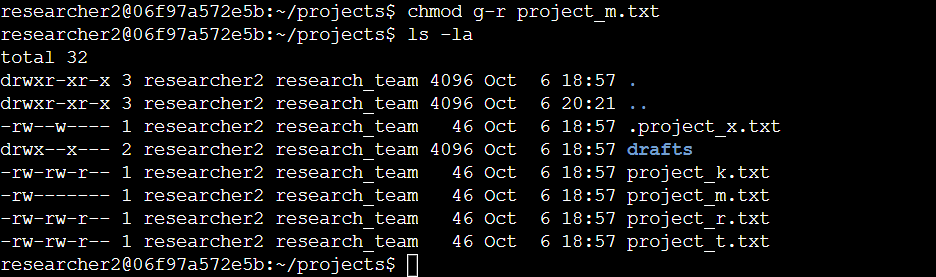 researcher2@06f97a572e5b:~/projects$ chmod g-r project_m.txt
researcher2@06f97a572e5b:~/projects$ ls -la
total 32
drwxr-xr-x 3 researcher2 research_team 4096 Oct  6 18:57 .
drwxr-xr-x 3 researcher2 research_team 4096 Oct  6 20:21 ..
-rw--w---- 1 researcher2 research_team   46 Oct  6 18:57 .project_x.txt
drwx--x--- 2 researcher2 research_team 4096 Oct  6 18:57 drafts
-rw-rw-r-- 1 researcher2 research_team   46 Oct  6 18:57 project_k.txt
-rw------- 1 researcher2 research_team   46 Oct  6 18:57 project_m.txt
-rw-rw-r-- 1 researcher2 research_team   46 Oct  6 18:57 project_r.txt
-rw-rw-r-- 1 researcher2 research_team   46 Oct  6 18:57 project_t.txt
researcher2@06f97a572e5b:~/projects$